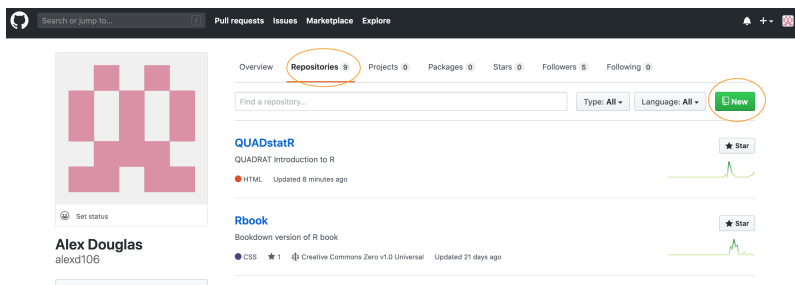 Search or jump to... /
Pull requests Issues Marketplace Explore
Overview Repositories 9 Projects 0 Packages 0 Stars 0 Followers 5 Following 0
Find a repository...
Type: All
Language: All
New
QUADstatR
Star
QUADRAT Introduction to R
HTML Updated 8 minutes ago
Set status
Rbook
Star
Bookdown version of R book
CSS 1 Creative Commons Zero v1.0 Universal Updated 21 days ago
Alex Douglas
alexd106